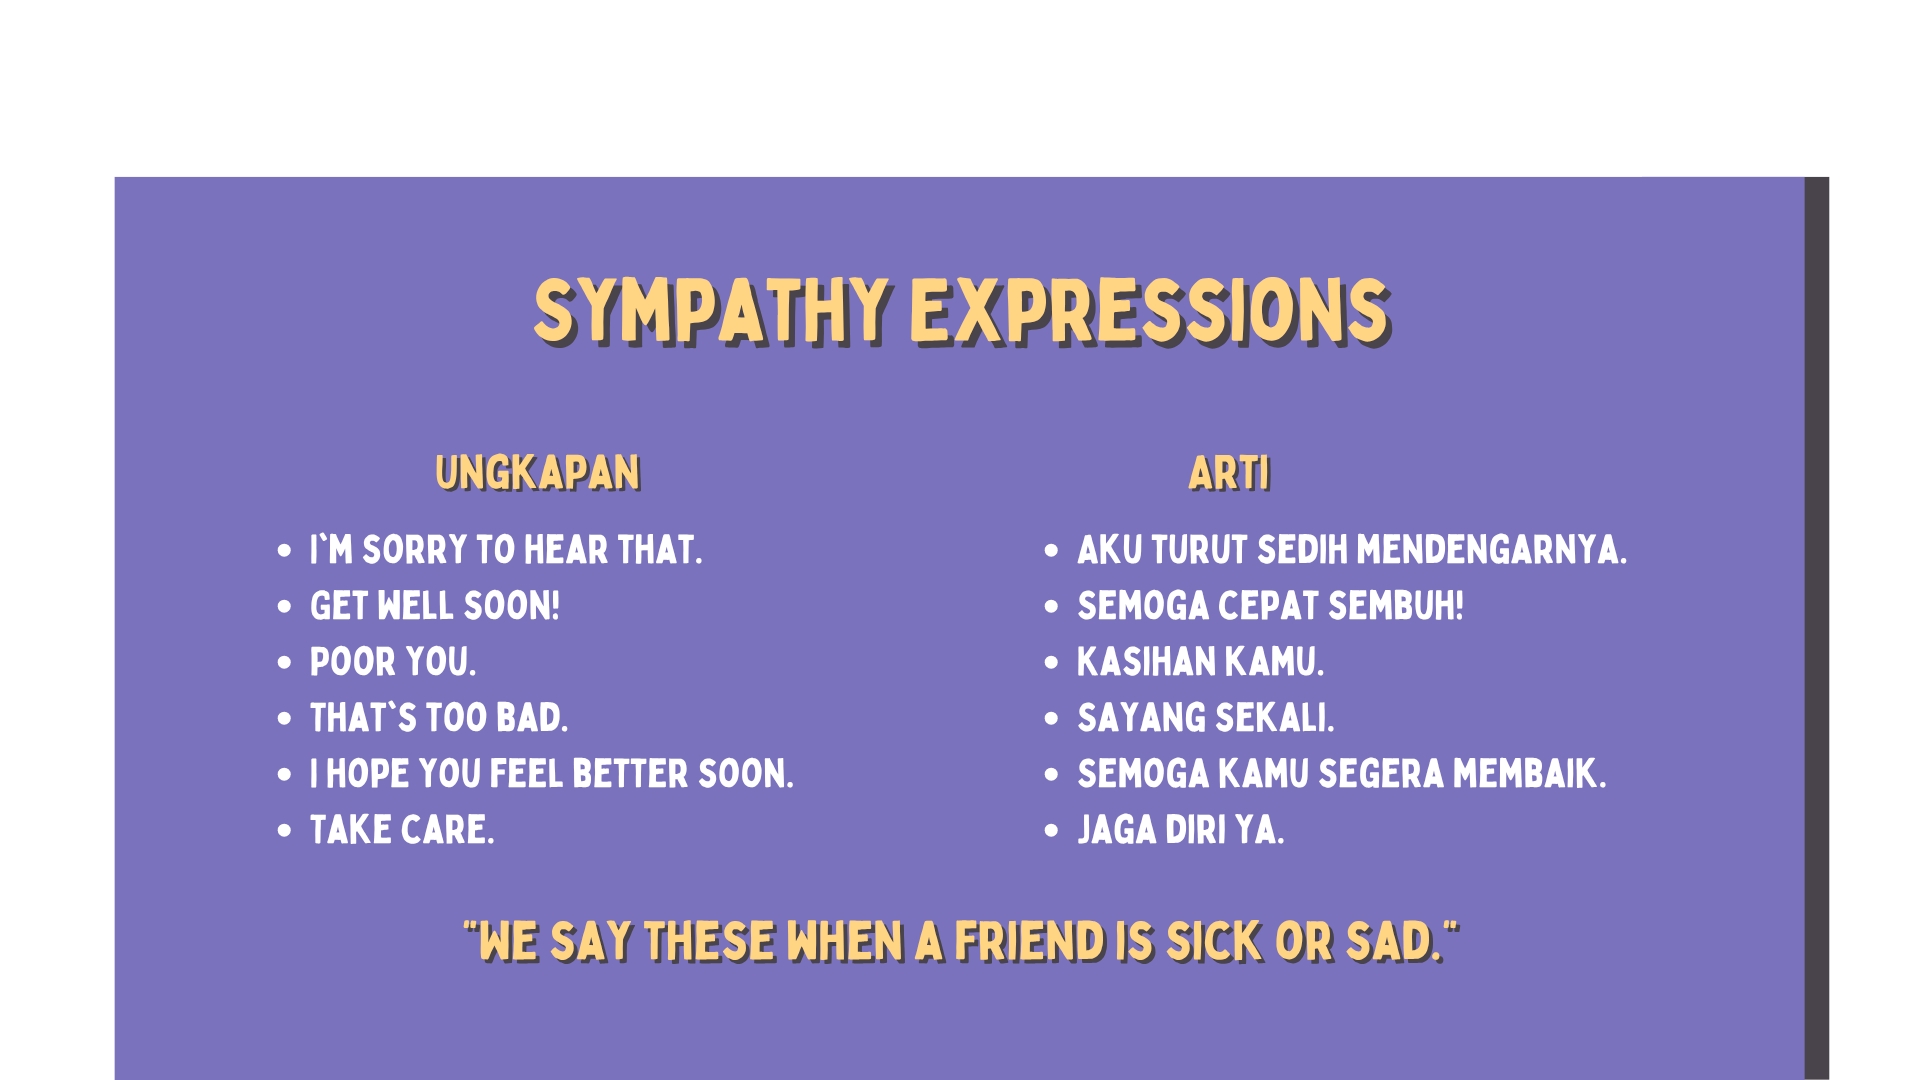 SYMPATHY EXPRESSIONS
UNGKAPAN
I`M SORRY TO HEAR THAT.
GET WELL SOON!
POOR YOU.
THAT`S TOO BAD.
I HOPE YOU FEEL BETTER SOON.
TAKE CARE.
ARTI
AKU TURUT SEDIH MENDENGARNYA.
SEMOGA CEPAT SEMBUH!
KASIHAN KAMU.
SAYANG SEKALI.
SEMOGA KAMU SEGERA MEMBAIK.
JAGA DIRI YA.
"WE SAY THESE WHEN A FRIEND IS SICK OR SAD."